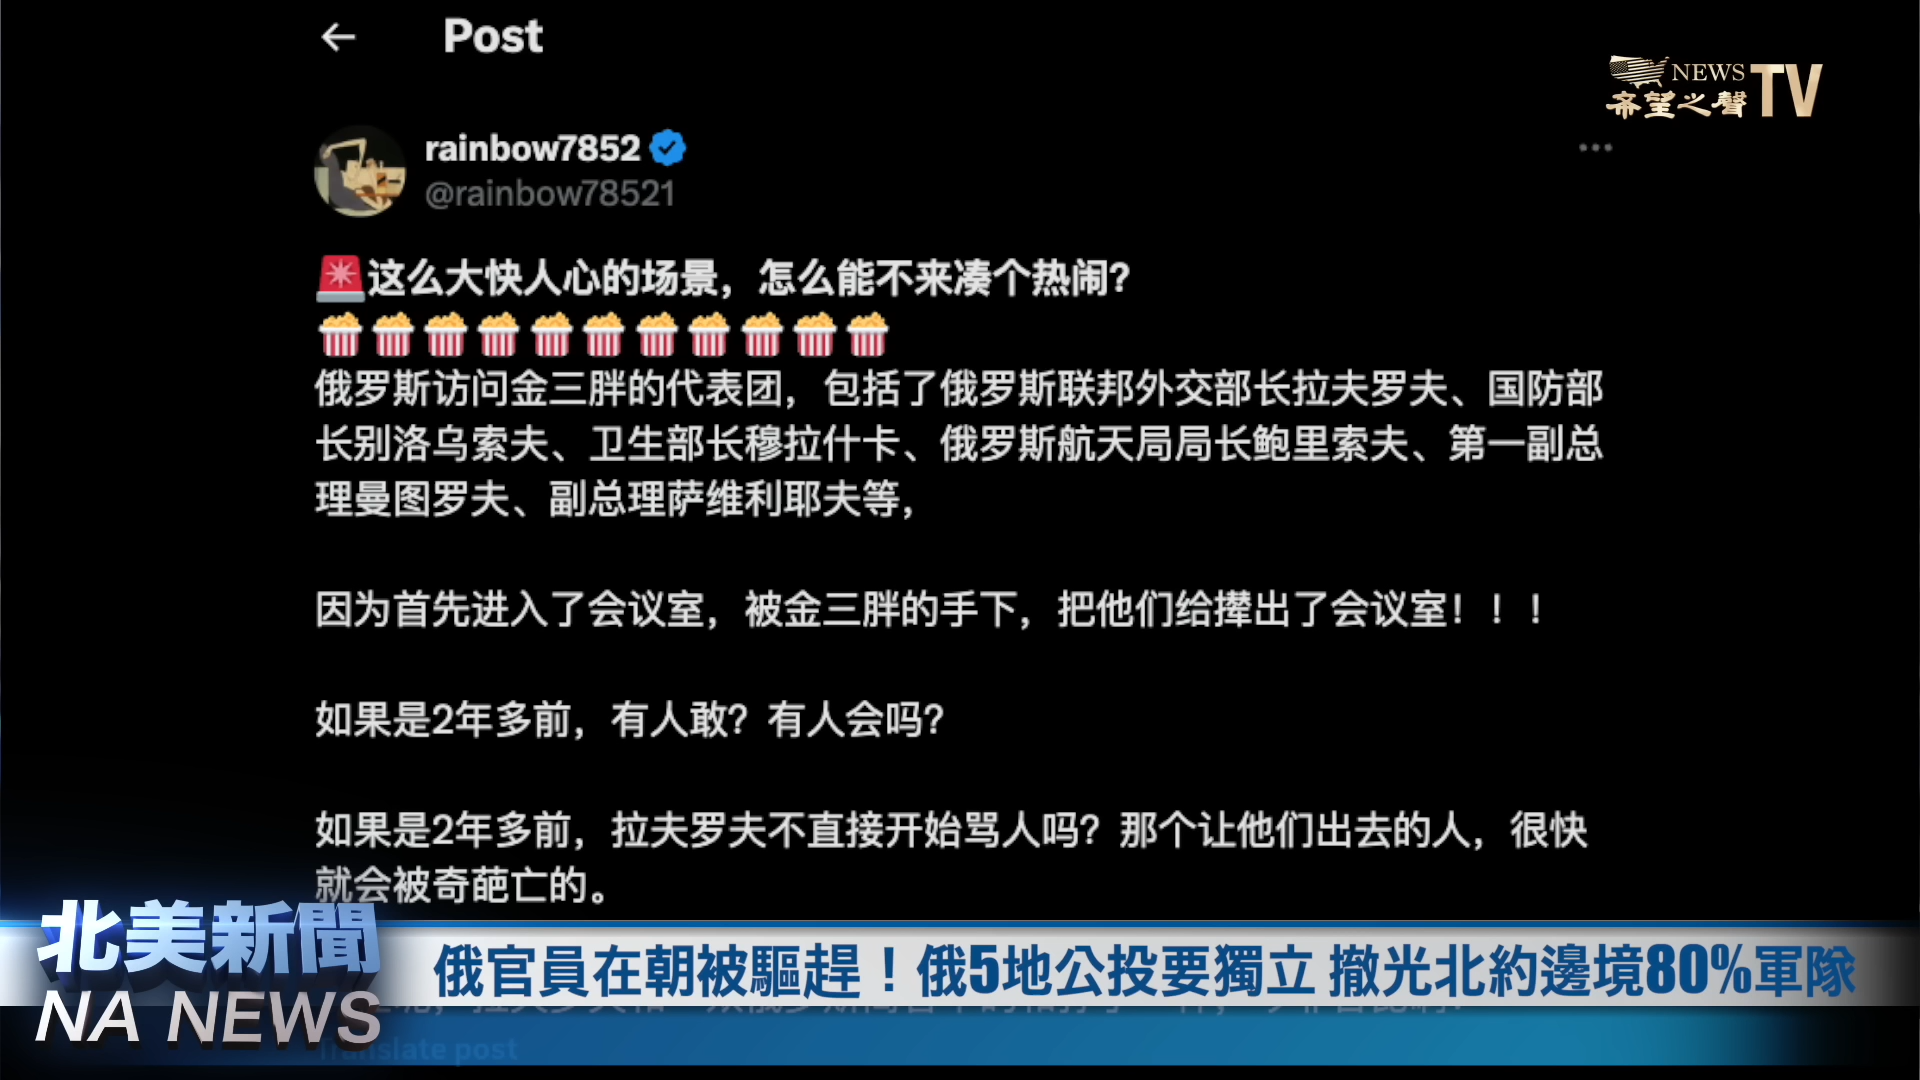 Post
NEWS
希望之聲TV
rainbow7852
@rainbow78521
🚨这么大快人心的场景，怎么能不来凑个热闹？
🍿🍿🍿🍿🍿🍿🍿🍿🍿🍿🍿
俄罗斯访问金三胖的代表团，包括了俄罗斯联邦外交部长拉夫罗夫、国防部
长别洛乌索夫、卫生部长穆拉什卡、俄罗斯航天局局长鲍里索夫、第一副总
理曼图罗夫、副总理萨维利耶夫等，
因为首先进入了会议室，被金三胖的手下，把他们给撵出了会议室！！！
如果是2年多前，有人敢？有人会吗？
如果是2年多前，拉夫罗夫不直接开始骂人吗？那个让他们出去的人，很快
就会被奇葩亡的。
北美新聞
俄官員在朝被驅趕！俄5地公投要獨立 撤光北約邊境80%軍隊
NA NEWS
Translate post